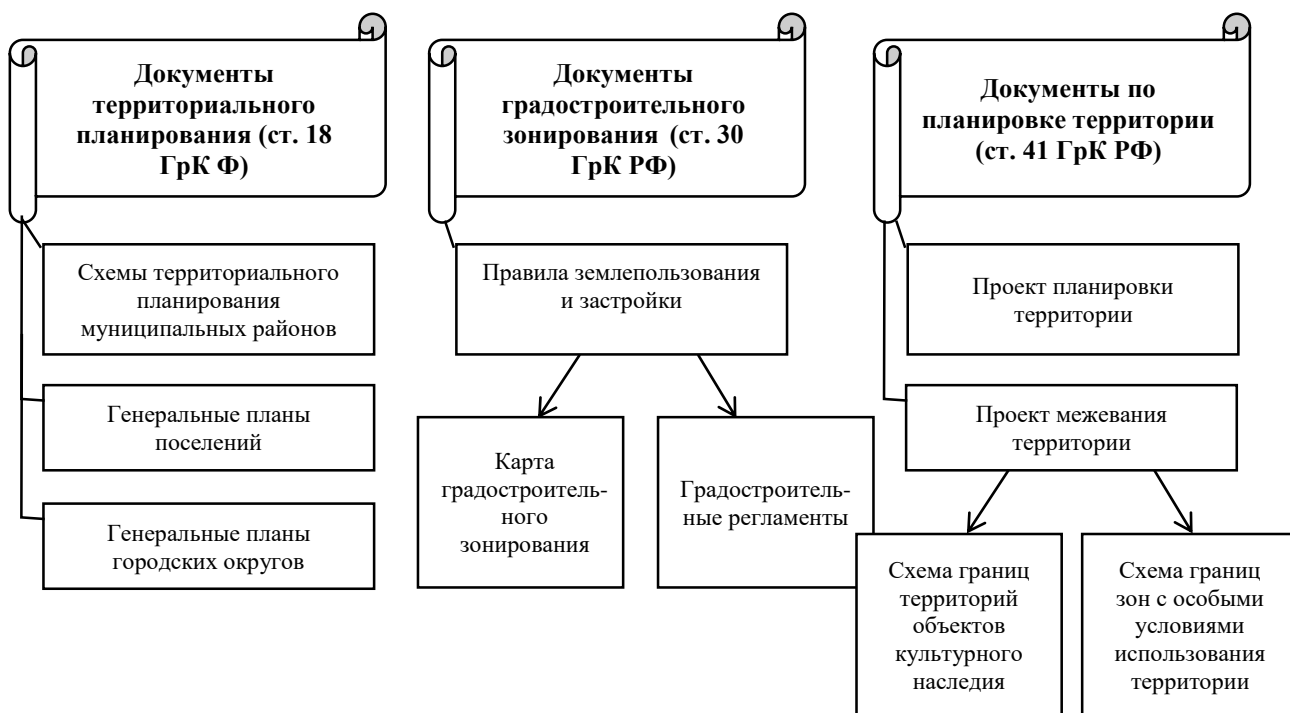 Документы
территориального
планирования (ст. 18
ГрК Ф)
Схемы территориального
планирования
муниципальных районов
Генеральные планы
поселений
Генеральные планы
городских округов
Документы
градостроительного
зонирования (ст. 30
ГрК РФ)
Правила землепользования
и застройки
Карта
градостроитель-
ного
зонирования
Градостроитель-
ные регламенты
Документы по
планировке территории
(ст. 41 ГрК РФ)
Проект планировки
территории
Проект межевания
территории
Схема границ
территорий
объектов
культурного
наследия
Схема границ
зон с особыми
условиями
использования
территории